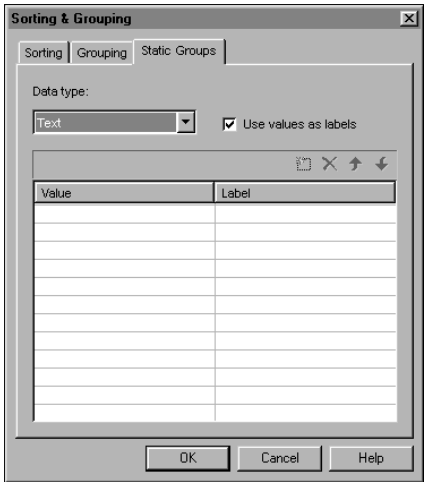 Sorting & Grouping
Sorting Grouping Static Groups
Data type:
Text Use values as labels
Value Label
OK Cancel Help